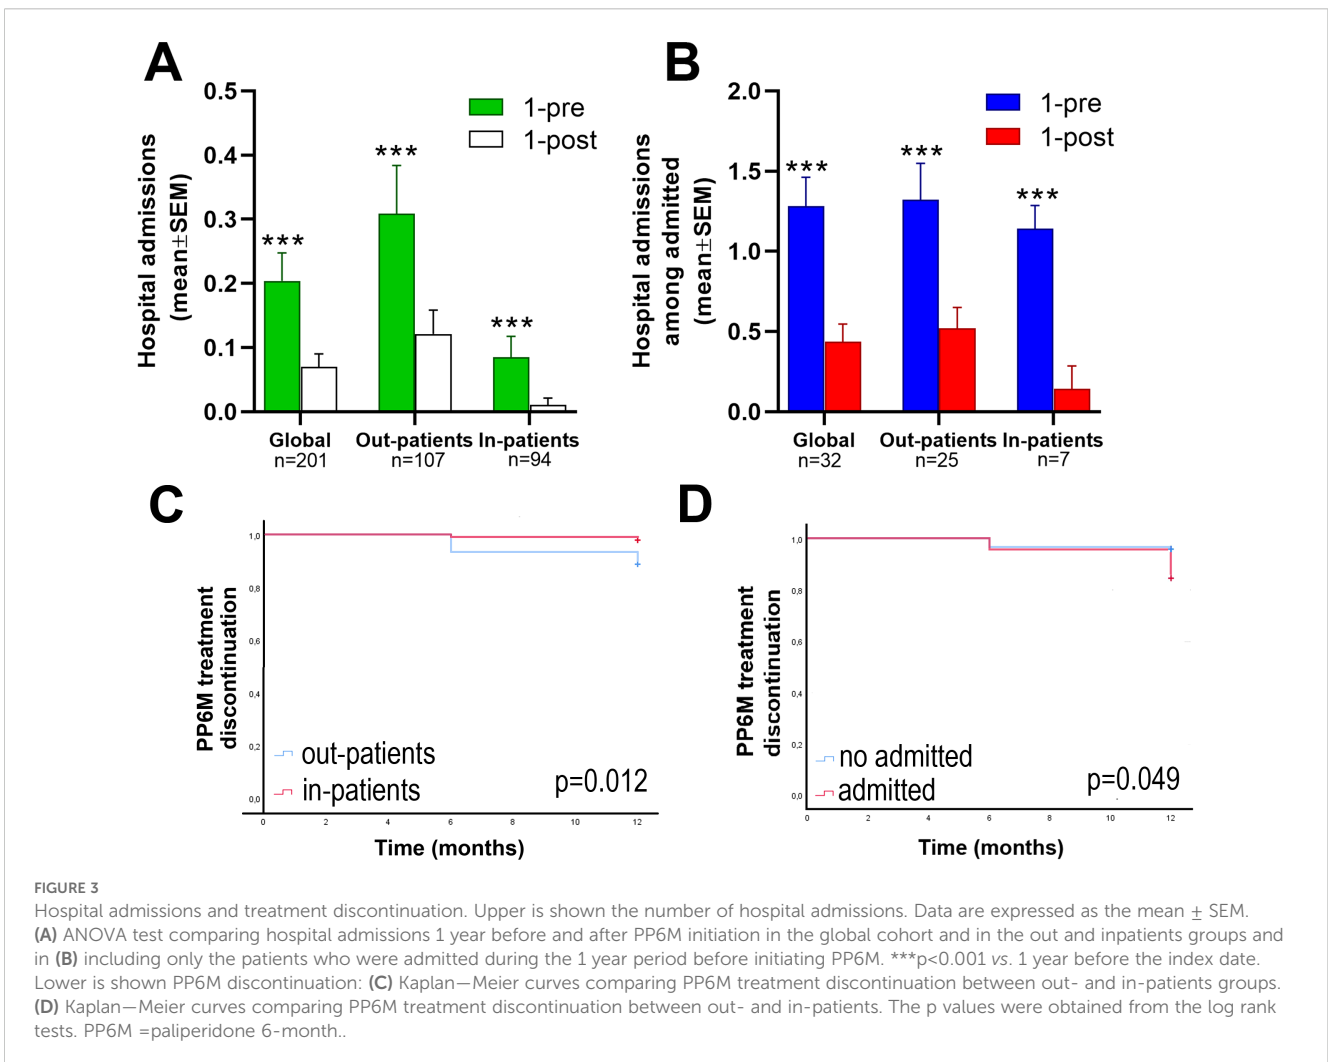 A
0.5
0.4
0.3
0.2
0.1
0.0
Hospital admissions
(mean±SEM)
1-pre
1-post
***
***
***
Global
n=201
Out-patients
n=107
In-patients
n=94
B
2.0
1.5
1.0
0.5
0.0
Hospital admissions
among admitted
(mean±SEM)
1-pre
1-post
***
***
***
Global
n=32
Out-patients
n=25
In-patients
n=7
C
1,0
0,8
0,6
0,4
0,2
0,0
PP6M treatment
discontinuation
out-patients
in-patients
p=0.012
0 2 4 6 8 10 12
Time (months)
D
1,0
0,8
0,6
0,4
0,2
0,0
PP6M treatment
discontinuation
no admitted
admitted
p=0.049
0 2 4 6 8 10 12
Time (months)
FIGURE 3
Hospital admissions and treatment discontinuation. Upper is shown the number of hospital admissions. Data are expressed as the mean ± SEM.
(A) ANOVA test comparing hospital admissions 1 year before and after PP6M initiation in the global cohort and in the out and inpatients groups and
in (B) including only the patients who were admitted during the 1 year period before initiating PP6M. ***p<0.001 vs. 1 year before the index date.
Lower is shown PP6M discontinuation: (C) Kaplan—Meier curves comparing PP6M treatment discontinuation between out- and in-patients groups.
(D) Kaplan—Meier curves comparing PP6M treatment discontinuation between out- and in-patients. The p values were obtained from the log rank
tests. PP6M =paliperidone 6-month..